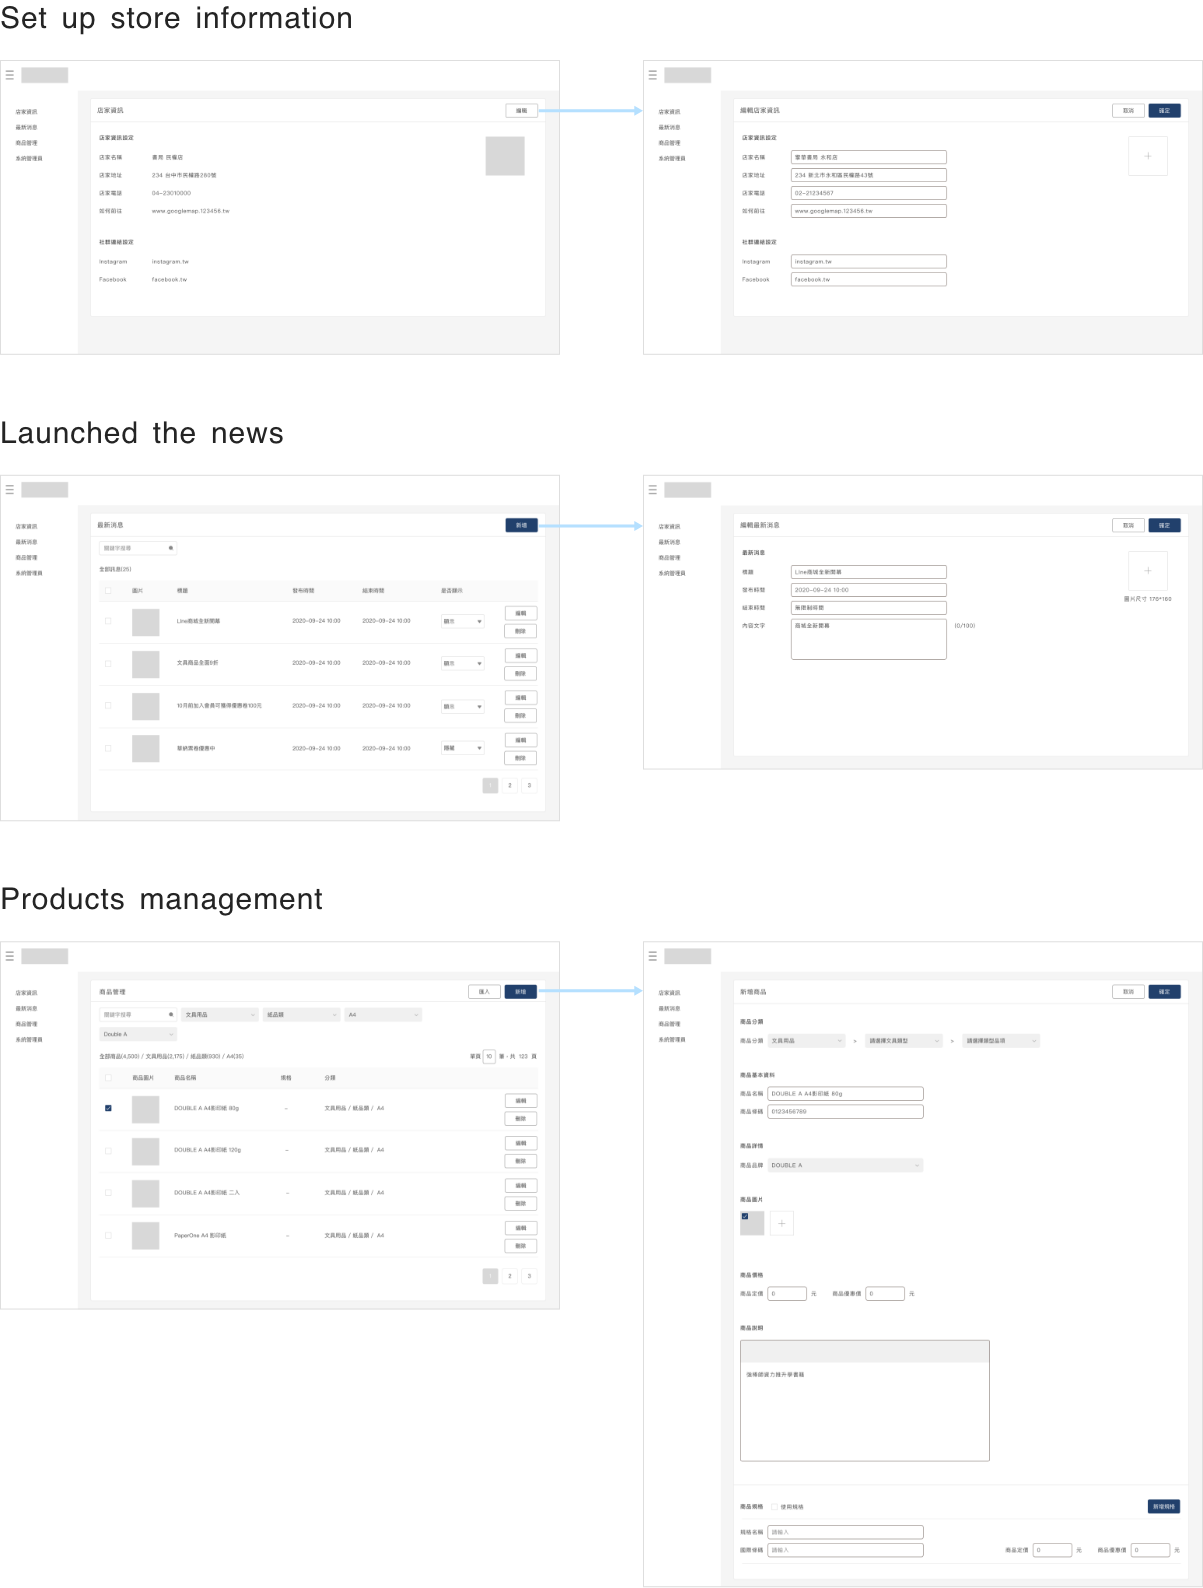 Set up store information
店家資訊
最新消息
商品管理
系統管理員
店家資訊
編輯
店家資訊設定
店家名稱 書局 民權店
店家地址 234 台中市民權路260號
店家電話 04-23010000
如何前往 www.googlemap.123456.tw
社群連結設定
Instagram instagram.tw
Facebook facebook.tw
店家資訊
最新消息
商品管理
系統管理員
編輯店家資訊
取消 確定
店家資訊設定
店家名稱 永和店
店家地址 234 新北市永和區民權路43號
店家電話 02-21234567
如何前往 www.googlemap.123456.tw
社群連結設定
Instagram instagram.tw
Facebook facebook.tw
Launched the news
店家資訊
最新消息
商品管理
系統管理員
最新消息
新增
關鍵字搜尋
全部訊息(25)
圖片 標題 發布時間 結束時間 是否顯示
Line商城全新開幕 2020-09-24 10:00 2020-09-24 10:00 顯示 編輯
刪除
文具商品全面9折 2020-09-24 10:00 2020-09-24 10:00 顯示 編輯
刪除
10月前加入會員可獲得優惠卷100元 2020-09-24 10:00 2020-09-24 10:00 顯示 編輯
刪除
2020-09-24 10:00 2020-09-24 10:00 隱藏 編輯
刪除
1 2 3
店家資訊
最新消息
商品管理
系統管理員
編輯最新消息
取消 確定
最新消息
標題 Line商城全新開幕
發布時間 2020-09-24 10:00
結束時間 無限制時間
內容文字 商城全新開幕 (0/100)
圖片尺寸 170*160
Products management
店家資訊
最新消息
商品管理
系統管理員
商品管理
匯入 新增
關鍵字搜尋 文具用品 紙品類 A4
Double A
全部商品(4,500) / 文具用品(2,175) / 紙品類(930) / A4(35)
單頁 10 筆，共 123 頁
商品圖片 商品名稱 規格 分類
DOUBLE A A4影印紙 80g - 文具用品 / 紙品類 / A4 編輯
刪除
DOUBLE A A4影印紙 120g - 文具用品 / 紙品類 / A4 編輯
刪除
DOUBLE A A4影印紙 二入 - 文具用品 / 紙品類 / A4 編輯
刪除
PaperOne A4 影印紙 - 文具用品 / 紙品類 / A4 編輯
刪除
1 2 3
店家資訊
最新消息
商品管理
系統管理員
新增商品
取消 確定
商品分類
商品分類 文具用品 > 請選擇文具類型 > 請選擇類型品項
商品基本資料
商品名稱 DOUBLE A A4影印紙 80g
商品條碼 0123456789
商品詳情
商品品牌 DOUBLE A
商品圖片
商品價格
商品定價 0 元 商品優惠價 0 元
商品說明
商品規格 使用規格
新增規格
規格名稱 請輸入
國際條碼 請輸入 商品定價 0 元 商品優惠價 0 元